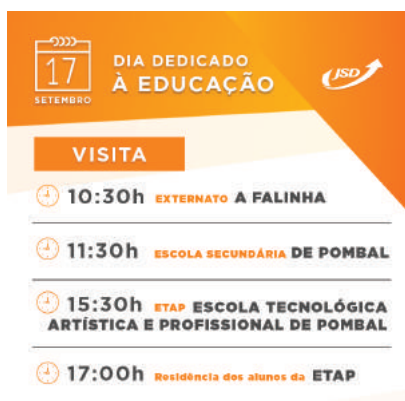 17
SETEMBRO
DIA DEDICADO
À EDUCAÇÃO
JSD
VISITA
10:30h EXTERNATO A FALINHA
11:30h ESCOLA SECUNDÁRIA DE POMBAL
15:30h ETAP ESCOLA TECNOLÓGICA
ARTÍSTICA E PROFISSIONAL DE POMBAL
17:00h Residência dos alunos da ETAP